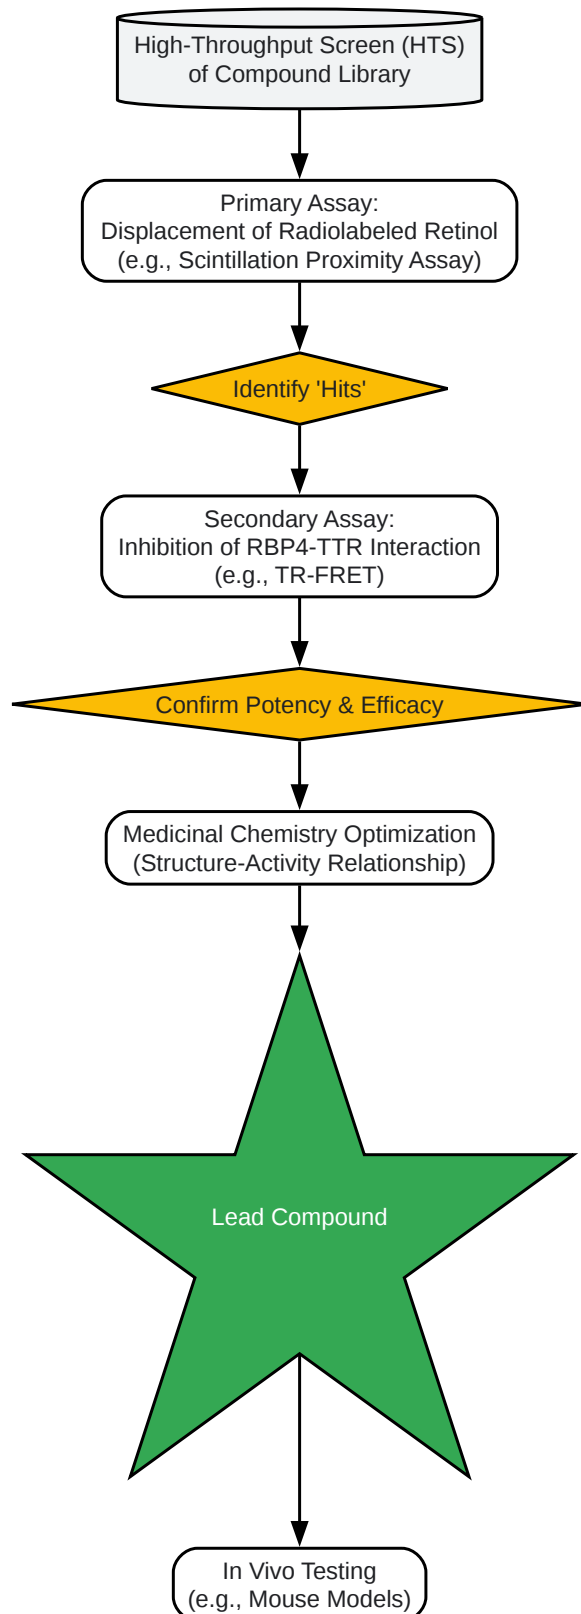 High-Throughput Screen (HTS)
of Compound Library
Primary Assay:
Displacement of Radiolabeled Retinol
(e.g., Scintillation Proximity Assay)
Identify 'Hits'
Secondary Assay:
Inhibition of RBP4-TTR Interaction
(e.g., TR-FRET)
Confirm Potency & Efficacy
Medicinal Chemistry Optimization
(Structure-Activity Relationship)
Lead Compound
In Vivo Testing
(e.g., Mouse Models)